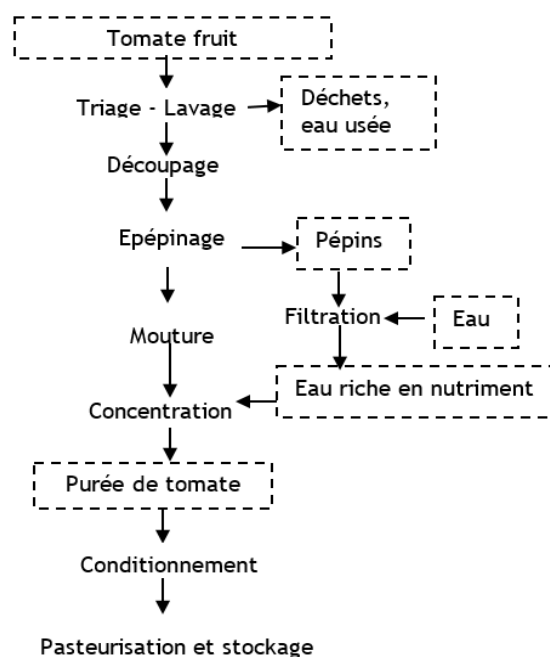 Tomate fruit
Triage - Lavage
Déchets,
eau usée
Découpage
Epépinage
Pépins
Filtration
Eau
Mouture
Eau riche en nutriment
Concentration
Purée de tomate
Conditionnement
Pasteurisation et stockage